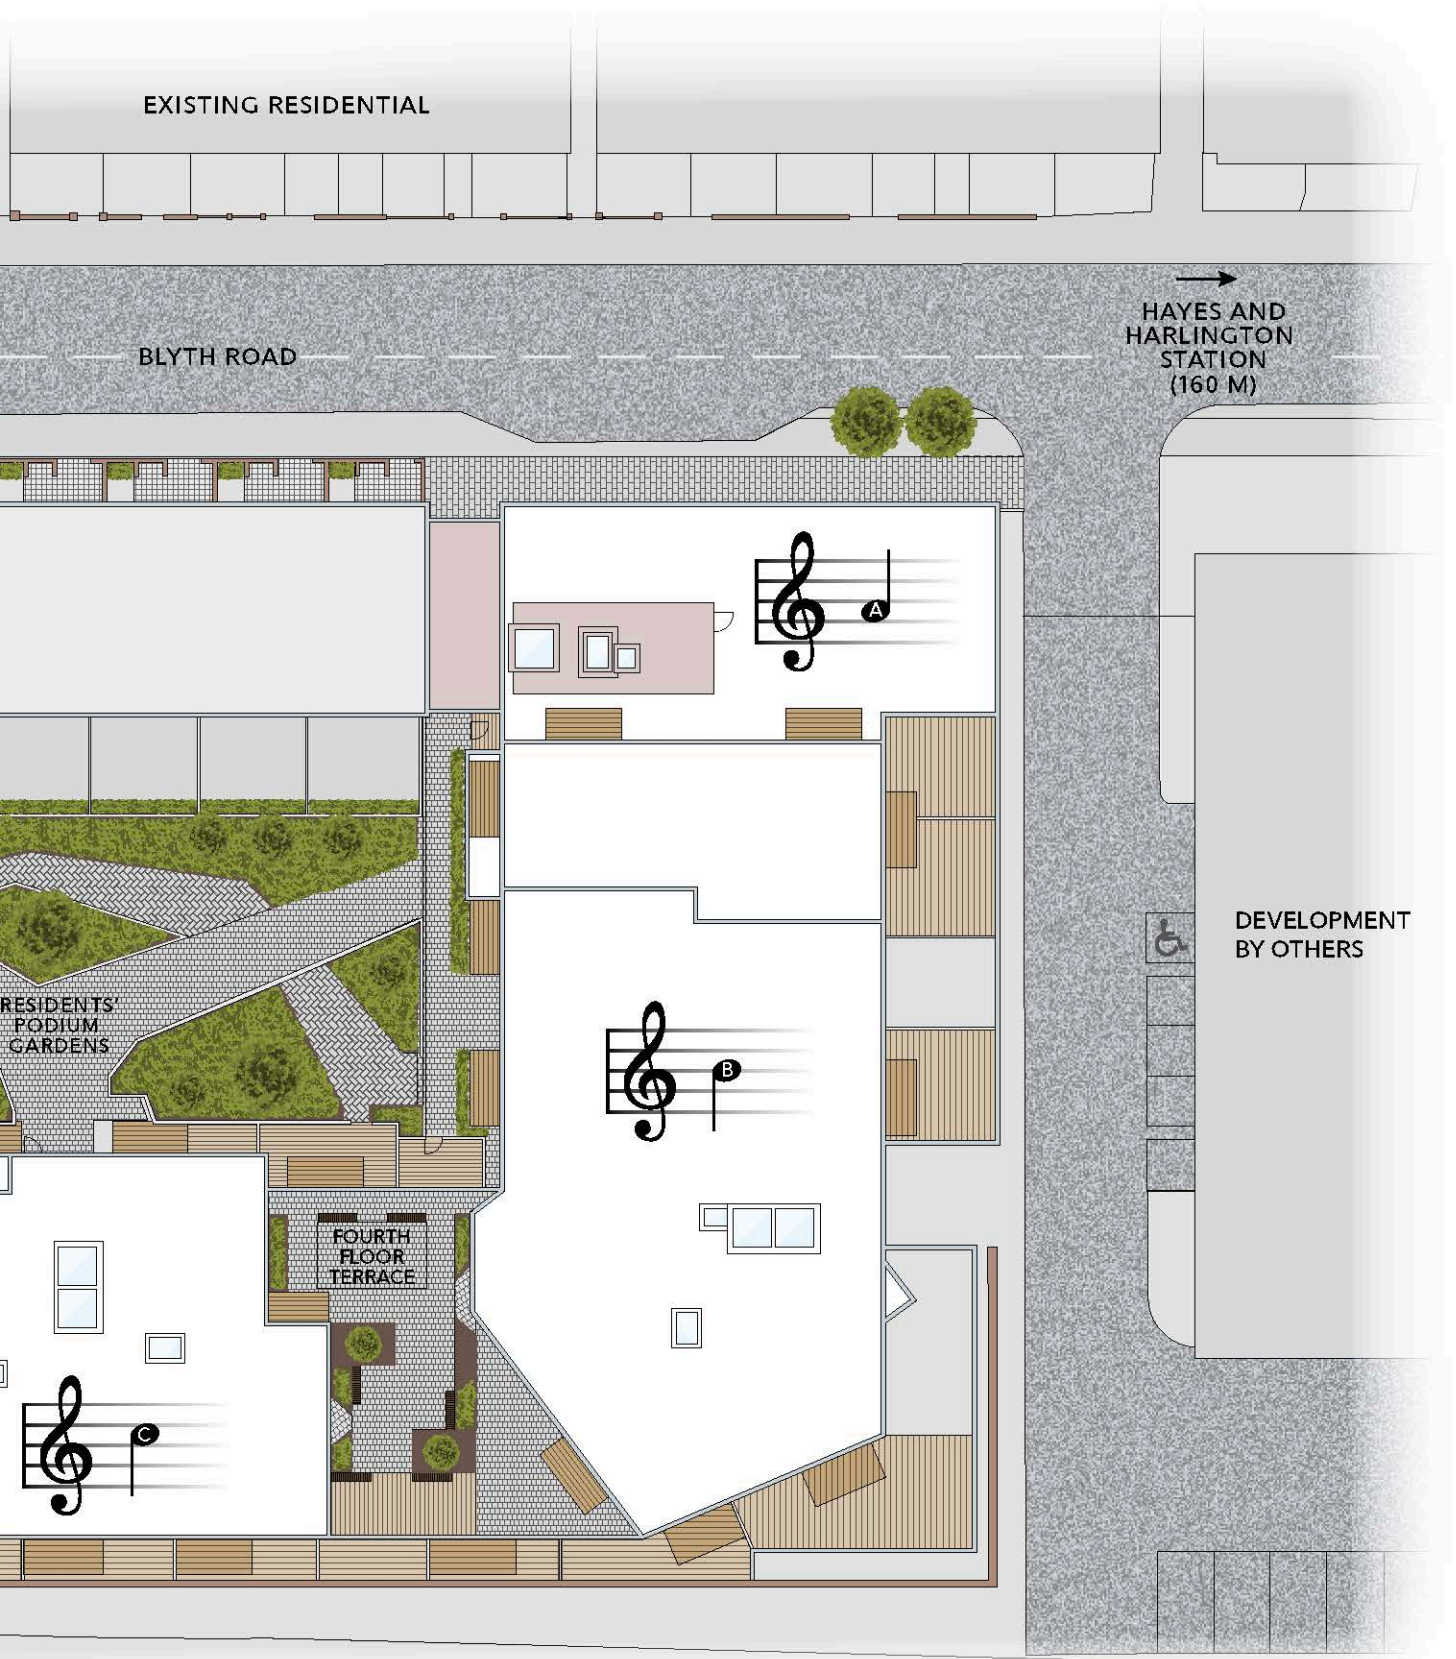 EXISTING RESIDENTIAL
BLYTH ROAD
HAYES AND
HARLINGTON
STATION
(160 M)
A
DEVELOPMENT
BY OTHERS
RESIDENTS'
PODIUM
GARDENS
B
FOURTH
FLOOR
TERRACE
C